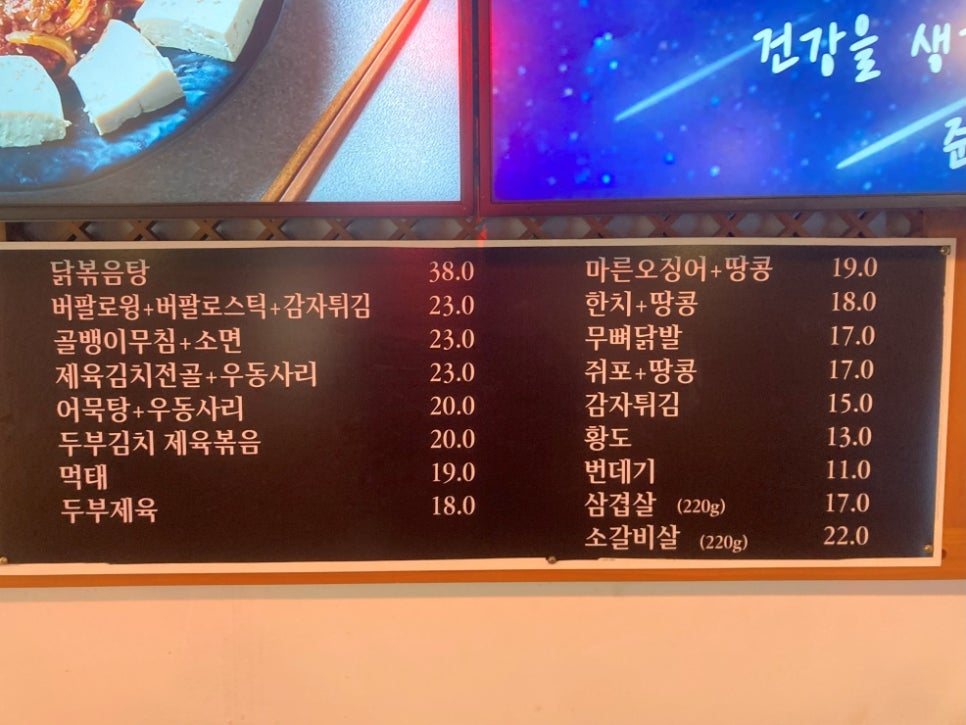 건강을 생
준
닭볶음탕 38.0
버팔로윙+버팔로스틱+감자튀김 23.0
골뱅이무침+소면 23.0
제육김치전골+우동사리 23.0
어묵탕+우동사리 20.0
두부김치 제육볶음 20.0
먹태 19.0
두부제육 18.0
마른오징어+땅콩 19.0
한치+땅콩 18.0
무뼈닭발 17.0
쥐포+땅콩 17.0
감자튀김 15.0
황도 13.0
번데기 11.0
삼겹살 (220g) 17.0
소갈비살 (220g) 22.0